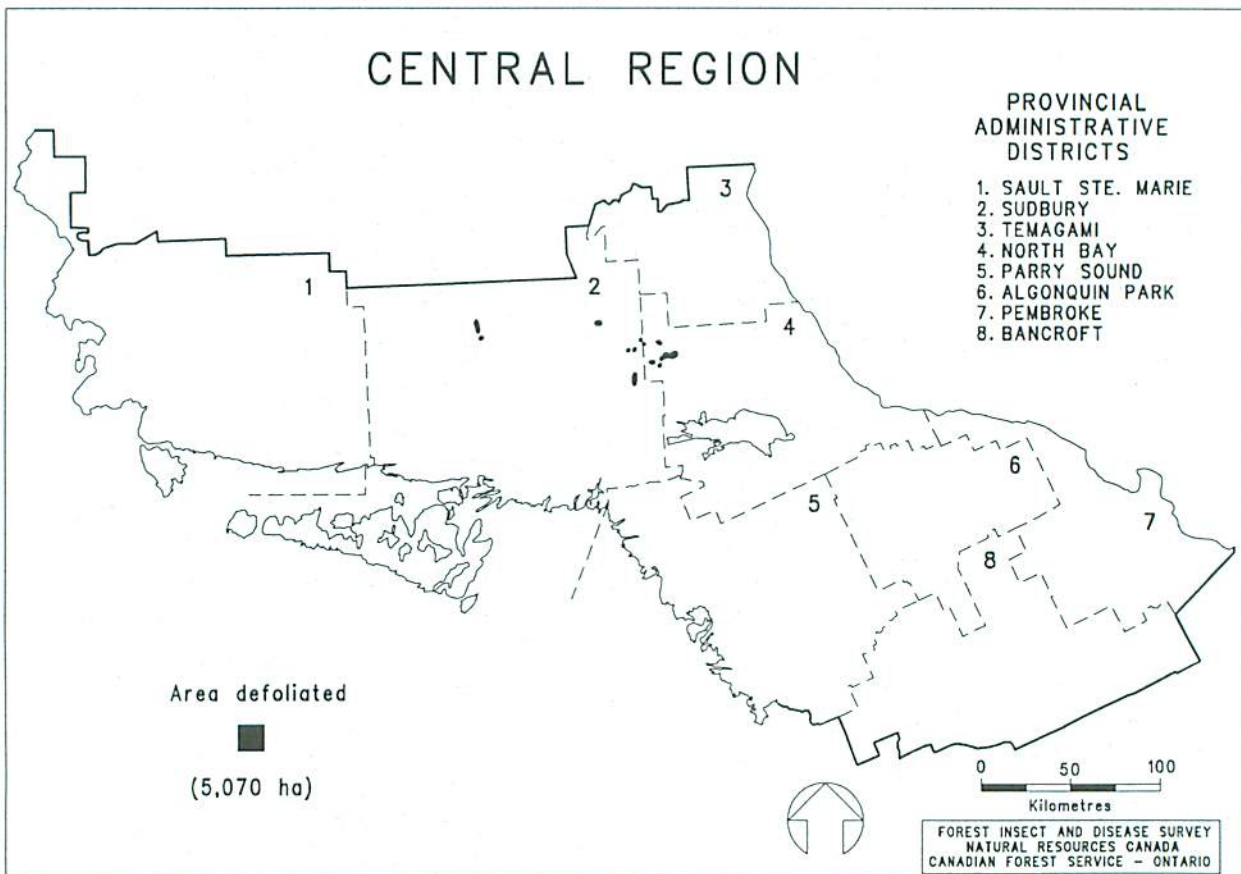 CENTRAL REGION
PROVINCIAL
ADMINISTRATIVE
DISTRICTS
1. SAULT STE. MARIE
2. SUDBURY
3. TEMAGAMI
4. NORTH BAY
5. PARRY SOUND
6. ALGONQUIN PARK
7. PEMBROKE
8. BANCROFT
3
1
2
4
6
5
7
8
Area defoliated
(5,070 ha)
0 50 100
Kilometres
FOREST INSECT AND DISEASE SURVEY
NATURAL RESOURCES CANADA
CANADIAN FOREST SERVICE – ONTARIO